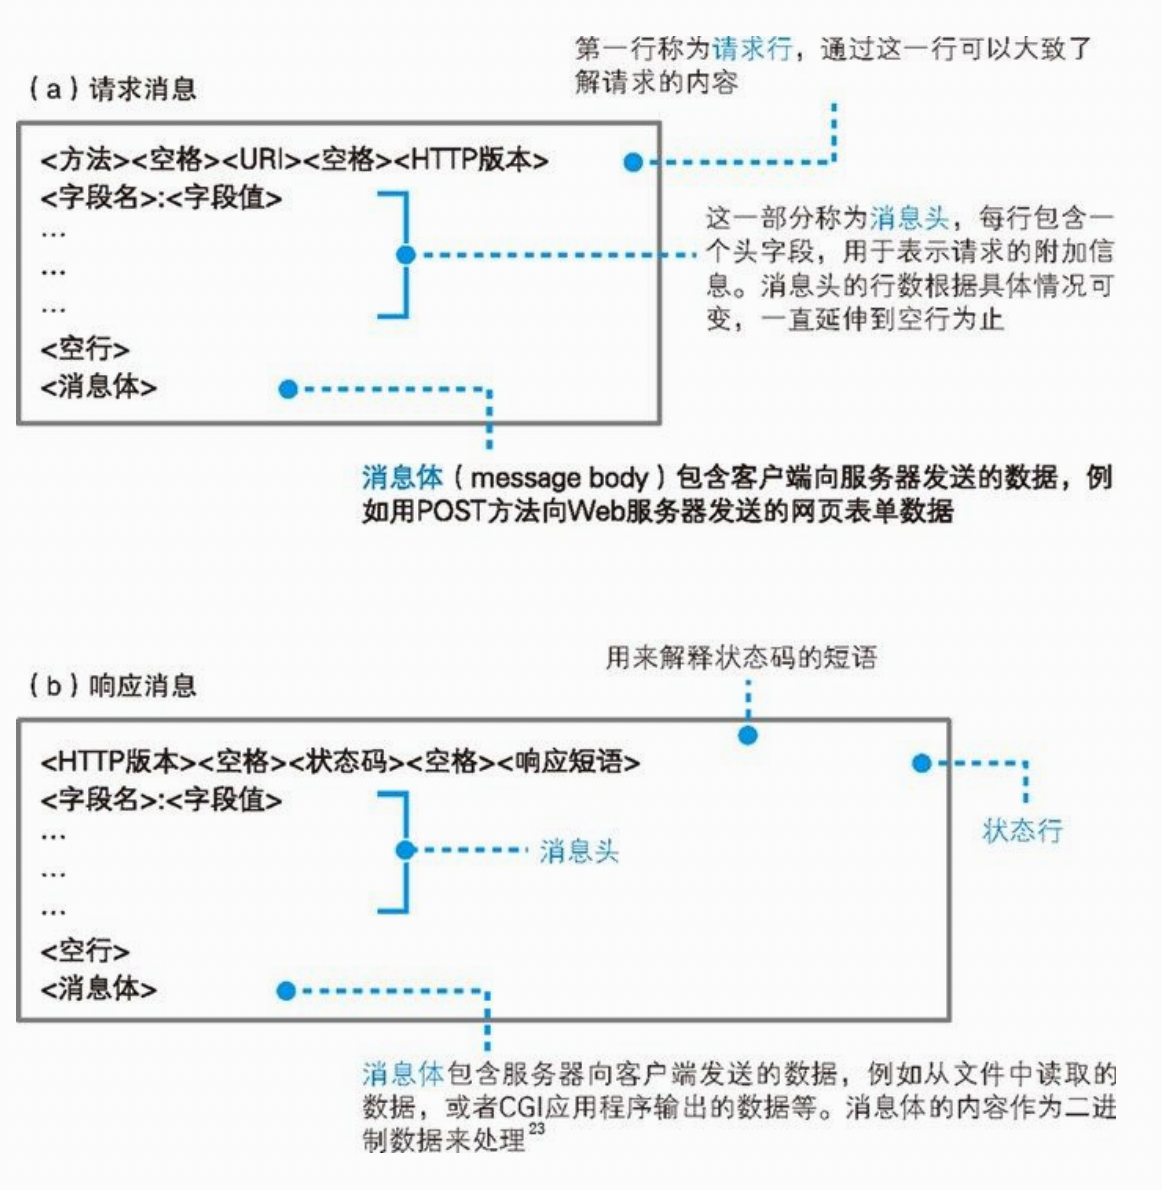 第一行称为请求行，通过这一行可以大致了
解请求的内容
（a）请求消息
<方法><空格><URI><空格><HTTP版本>
<字段名>:<字段值>
…
…
…
这一部分称为消息头，每行包含一
个头字段，用于表示请求的附加信
息。消息头的行数根据具体情况可
变，一直延伸到空行为止
<空行>
<消息体>
消息体（message body）包含客户端向服务器发送的数据，例
如用POST方法向Web服务器发送的网页表单数据
用来解释状态码的短语
（b）响应消息
<HTTP版本><空格><状态码><空格><响应短语>
<字段名>:<字段值>
…
…
…
状态行
消息头
<空行>
<消息体>
消息体包含服务器向客户端发送的数据，例如从文件中读取的
数据，或者CGI应用程序输出的数据等。消息体的内容作为二进
制数据来处理23